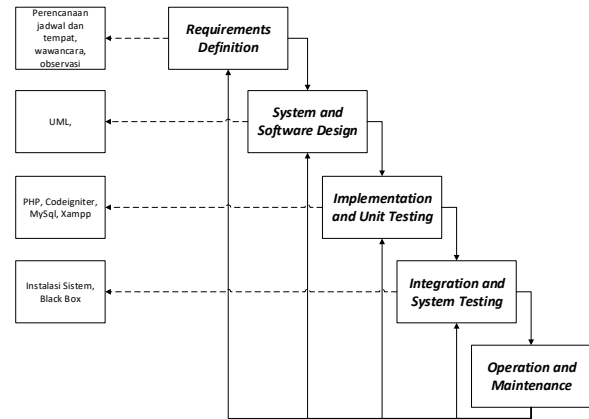 Perencanaan
jadwal dan
tempat,
wawancara,
observasi
Requirements
Definition
UML,
System and
Software Design
PHP, Codeigniter,
MySql, Xampp
Implementation
and Unit Testing
Instalasi Sistem,
Black Box
Integration and
System Testing
Operation and
Maintenance